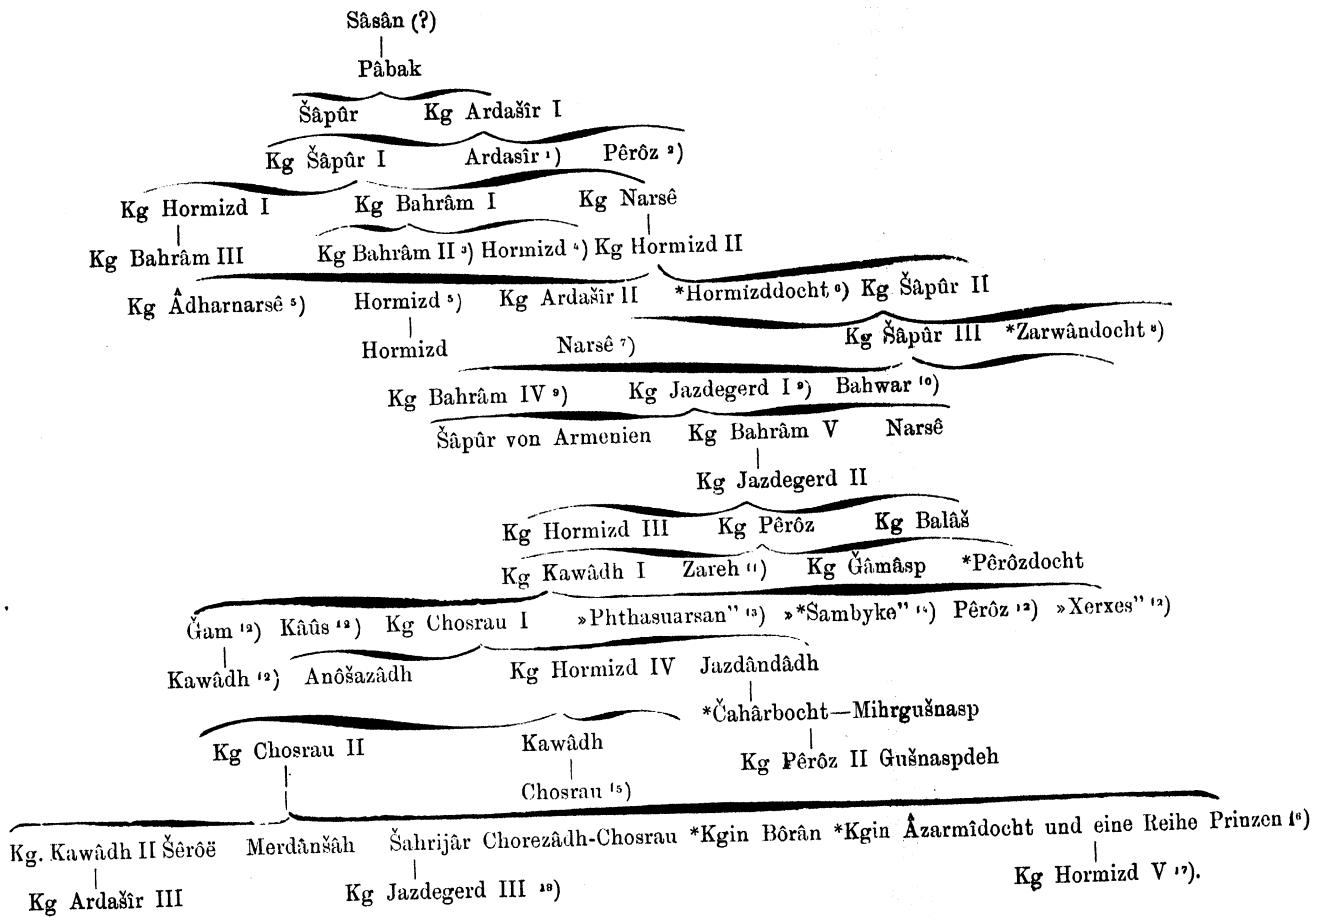 Sâsân (?)
Pâbak
Šâpûr Kg Ardašîr I
Kg Šâpûr I Ardasîr ¹) Pêrôz ²)
Kg Hormizd I Kg Bahrâm I Kg Narsê
Kg Bahrâm III Kg Bahrâm II ³) Hormizd ⁴) Kg Hormizd II
Kg Âdharnarsê ⁵) Hormizd ⁵) Kg Ardašîr II *Hormizddocht ⁶) Kg Šâpûr II
Hormizd Narsê ⁷) Kg Šâpûr III *Zarwândocht ⁸)
Kg Bahrâm IV ⁹) Kg Jazdegerd I ⁹) Bahwar ¹⁰)
Šâpûr von Armenien Kg Bahrâm V Narsê
Kg Jazdegerd II
Kg Hormizd III Kg Pêrôz Kg Balâš
Kg Kawâdh I Zareh ¹¹) Kg Ǧâmâsp *Pêrôzdocht
Ǧam ¹²) Kâûs ¹²) Kg Chosrau I »Phthasuarsan” ¹³) »*Sambyke” ¹⁴) Pêrôz ¹²) »Xerxes” ¹²)
Kawâdh ¹²) Anôšazâdh Kg Hormizd IV Jazdândâdh
*Čahârbocht—Mihrgušnasp
Kg Chosrau II Kawâdh Kg Pêrôz II Gušnaspdeh
Chosrau ¹⁵)
Kg. Kawâdh II Šêrôë Merdânšâh Šahrijâr Chorezâdh-Chosrau *Kgin Bôrân *Kgin Âzarmîdocht und eine Reihe Prinzen ¹⁶)
Kg Ardašîr III Kg Jazdegerd III ¹⁸) Kg Hormizd V ¹⁷).